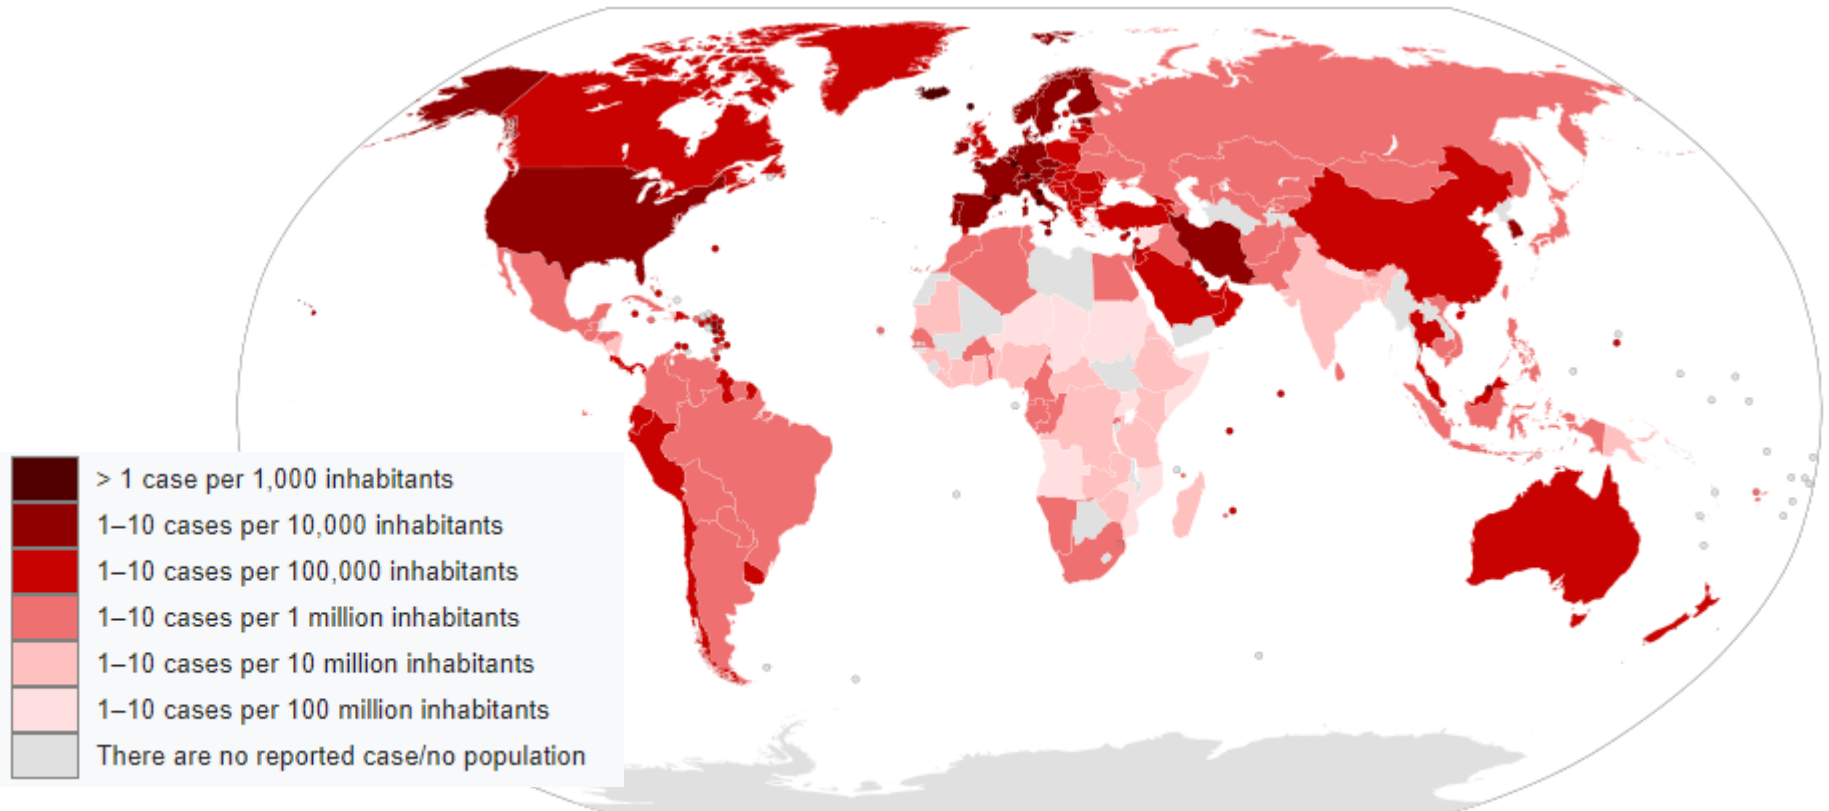 > 1 case per 1,000 inhabitants
1–10 cases per 10,000 inhabitants
1–10 cases per 100,000 inhabitants
1–10 cases per 1 million inhabitants
1–10 cases per 10 million inhabitants
1–10 cases per 100 million inhabitants
There are no reported case/no population